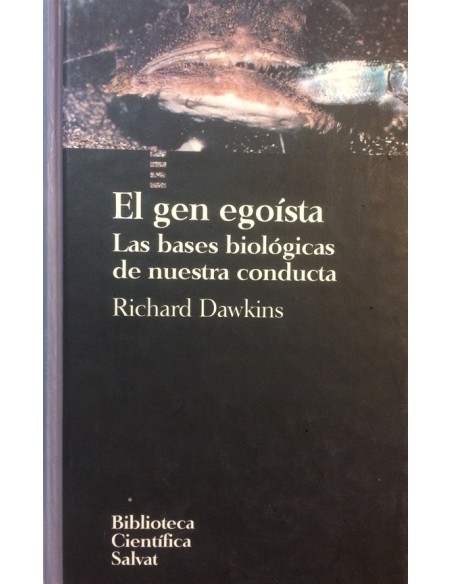 El gen egoísta
Las bases biológicas
de nuestra conducta
Richard Dawkins
Biblioteca
Científica
Salvat